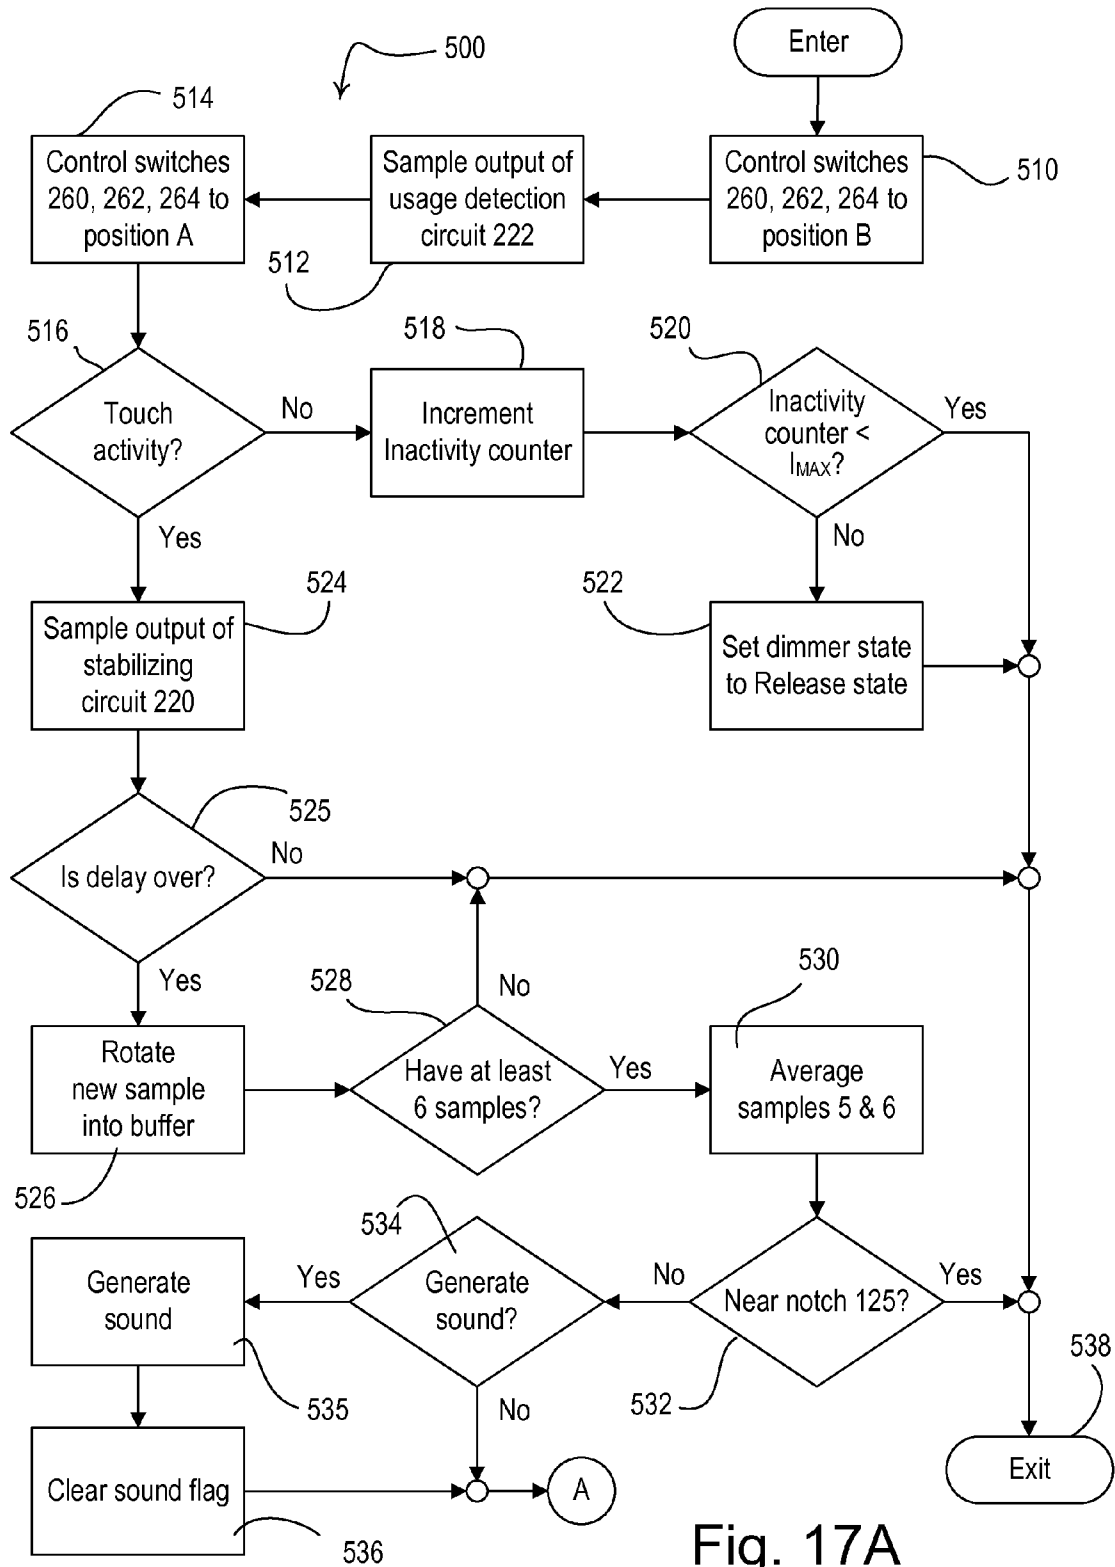 Enter
500
514
Control switches
260, 262, 264 to
position A
Sample output of
usage detection
circuit 222
512
Control switches
260, 262, 264 to
position B
510
516
Touch
activity?
No
Yes
518
Increment
Inactivity counter
520
Inactivity
counter <
IMAX?
Yes
No
524
Sample output of
stabilizing
circuit 220
522
Set dimmer state
to Release state
525
Is delay over?
No
Yes
Rotate
new sample
into buffer
526
528
Have at least
6 samples?
No
Yes
530
Average
samples 5 & 6
Near notch 125?
No
Yes
532
534
Generate
sound?
Yes
No
Generate
sound
535
Clear sound flag
536
A
538
Exit
Fig. 17A